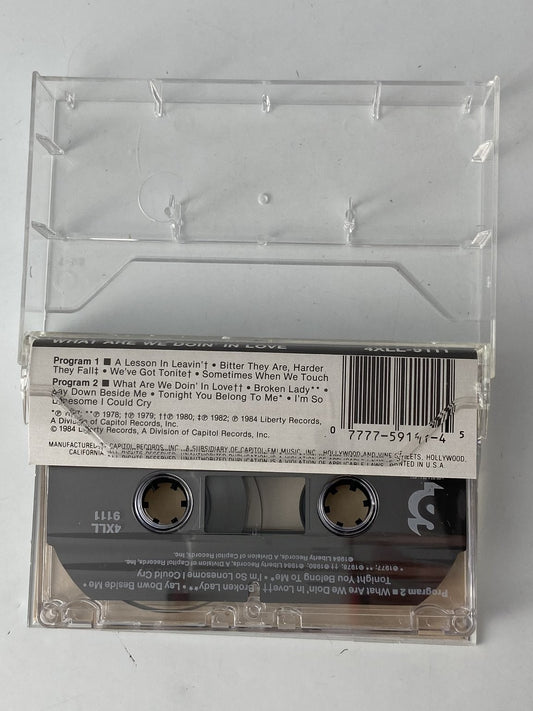 WHAT ARE WE DOIN' IN LOVE 4XLL-9111
Program 1 ■ A Lesson In Leavin'† • Bitter They Are, Harder
They Fall‡ • We've Got Tonite† • Sometimes When We Touch
Program 2 ■ What Are We Doin' In Love†† • Broken Lady** •
Lay Down Beside Me • Tonight You Belong To Me* • I'm So
Lonesome I Could Cry
1978; †℗ 1979; ††℗ 1980; ‡℗ 1982; ℗ 1984 Liberty Records,
A Division of Capitol Records, Inc.
© 1984 Liberty Records, A Division of Capitol Records, Inc.
0 7777-591 -4 5
MANUFACTURED CAPITOL RECORDS, INC., A SUBSIDIARY OF CAPITOL-EMI MUSIC, INC., HOLLYWOOD AND VINE STREETS, HOLLYWOOD,
CALIFORNIA. ALL RIGHTS RESERVED. UNAUTHORIZED DUPLICATION IS A VIOLATION OF APPLICABLE LAWS. PRINTED IN U.S.A.
4XLL
9111
Program 2 ■ What Are We Doin' In Love†† • Broken Lady** • Lay Down Beside Me •
Tonight You Belong To Me* • I'm So Lonesome I Could Cry
1984 Liberty Records, A Division of Capitol Records, Inc.
©1984 Liberty Records, A Division of Capitol Records, Inc.